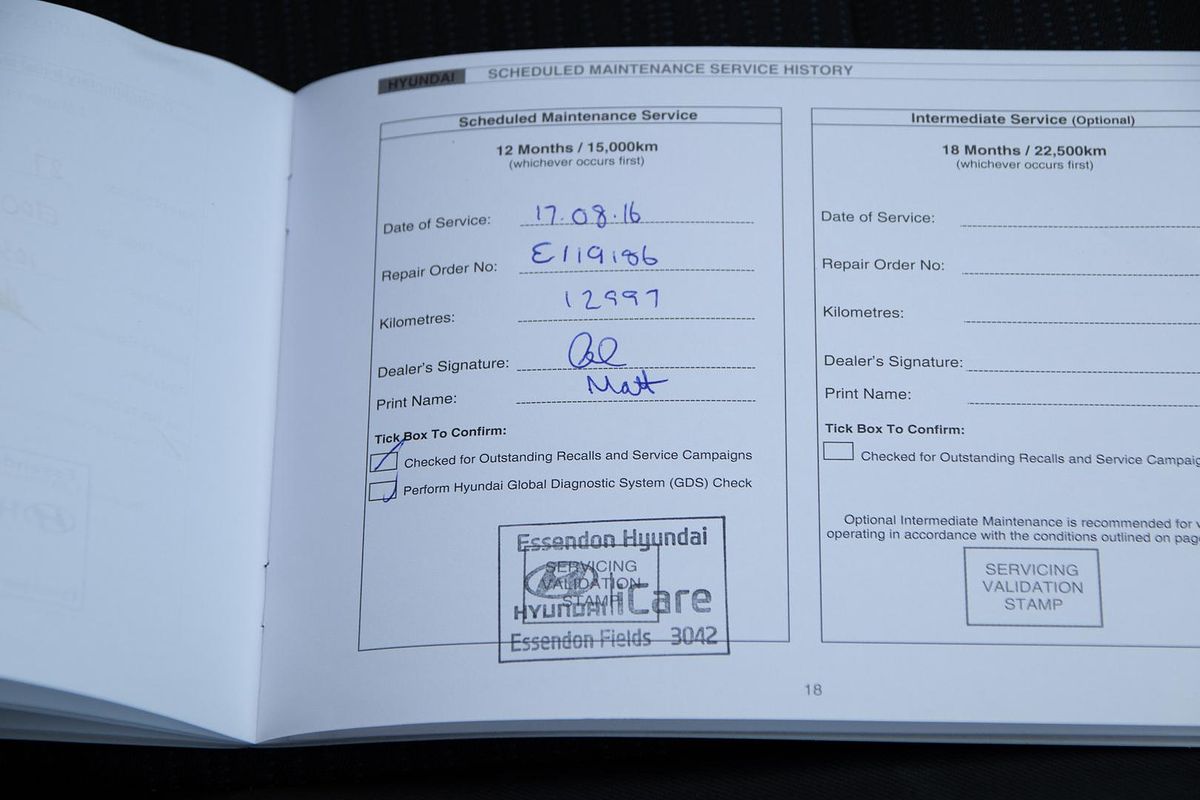 HYUNDAI SCHEDULED MAINTENANCE SERVICE HISTORY
Scheduled Maintenance Service
12 Months / 15,000km
(whichever occurs first)
Date of Service: 17.08.16
Repair Order No: E119186
Kilometres: 12997
Dealer's Signature:
Print Name: Matt
Tick Box To Confirm:
Checked for Outstanding Recalls and Service Campaigns
Perform Hyundai Global Diagnostic System (GDS) Check
Essendon Hyundai
SERVICING
VALIDATION
STAMP
HYUNDAI iCare
Essendon Fields 3042
Intermediate Service (Optional)
18 Months / 22,500km
(whichever occurs first)
Date of Service:
Repair Order No:
Kilometres:
Dealer's Signature:
Print Name:
Tick Box To Confirm:
Checked for Outstanding Recalls and Service Campaig
Optional Intermediate Maintenance is recommended for v
operating in accordance with the conditions outlined on pag
SERVICING
VALIDATION
STAMP
18